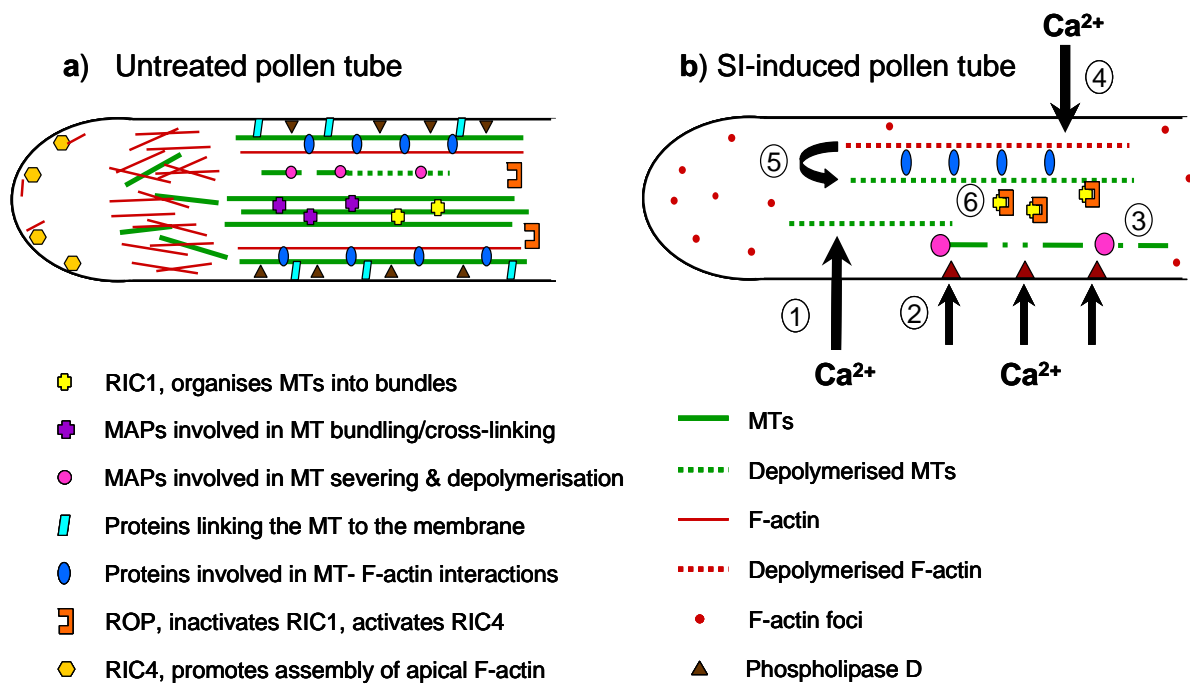 a) Untreated pollen tube
b) SI-induced pollen tube
Ca2+
4
5
6
3
1
2
Ca2+
Ca2+
RIC1, organises MTs into bundles
MAPs involved in MT bundling/cross-linking
MAPs involved in MT severing & depolymerisation
Proteins linking the MT to the membrane
Proteins involved in MT- F-actin interactions
ROP, inactivates RIC1, activates RIC4
RIC4, promotes assembly of apical F-actin
MTs
Depolymerised MTs
F-actin
Depolymerised F-actin
F-actin foci
Phospholipase D